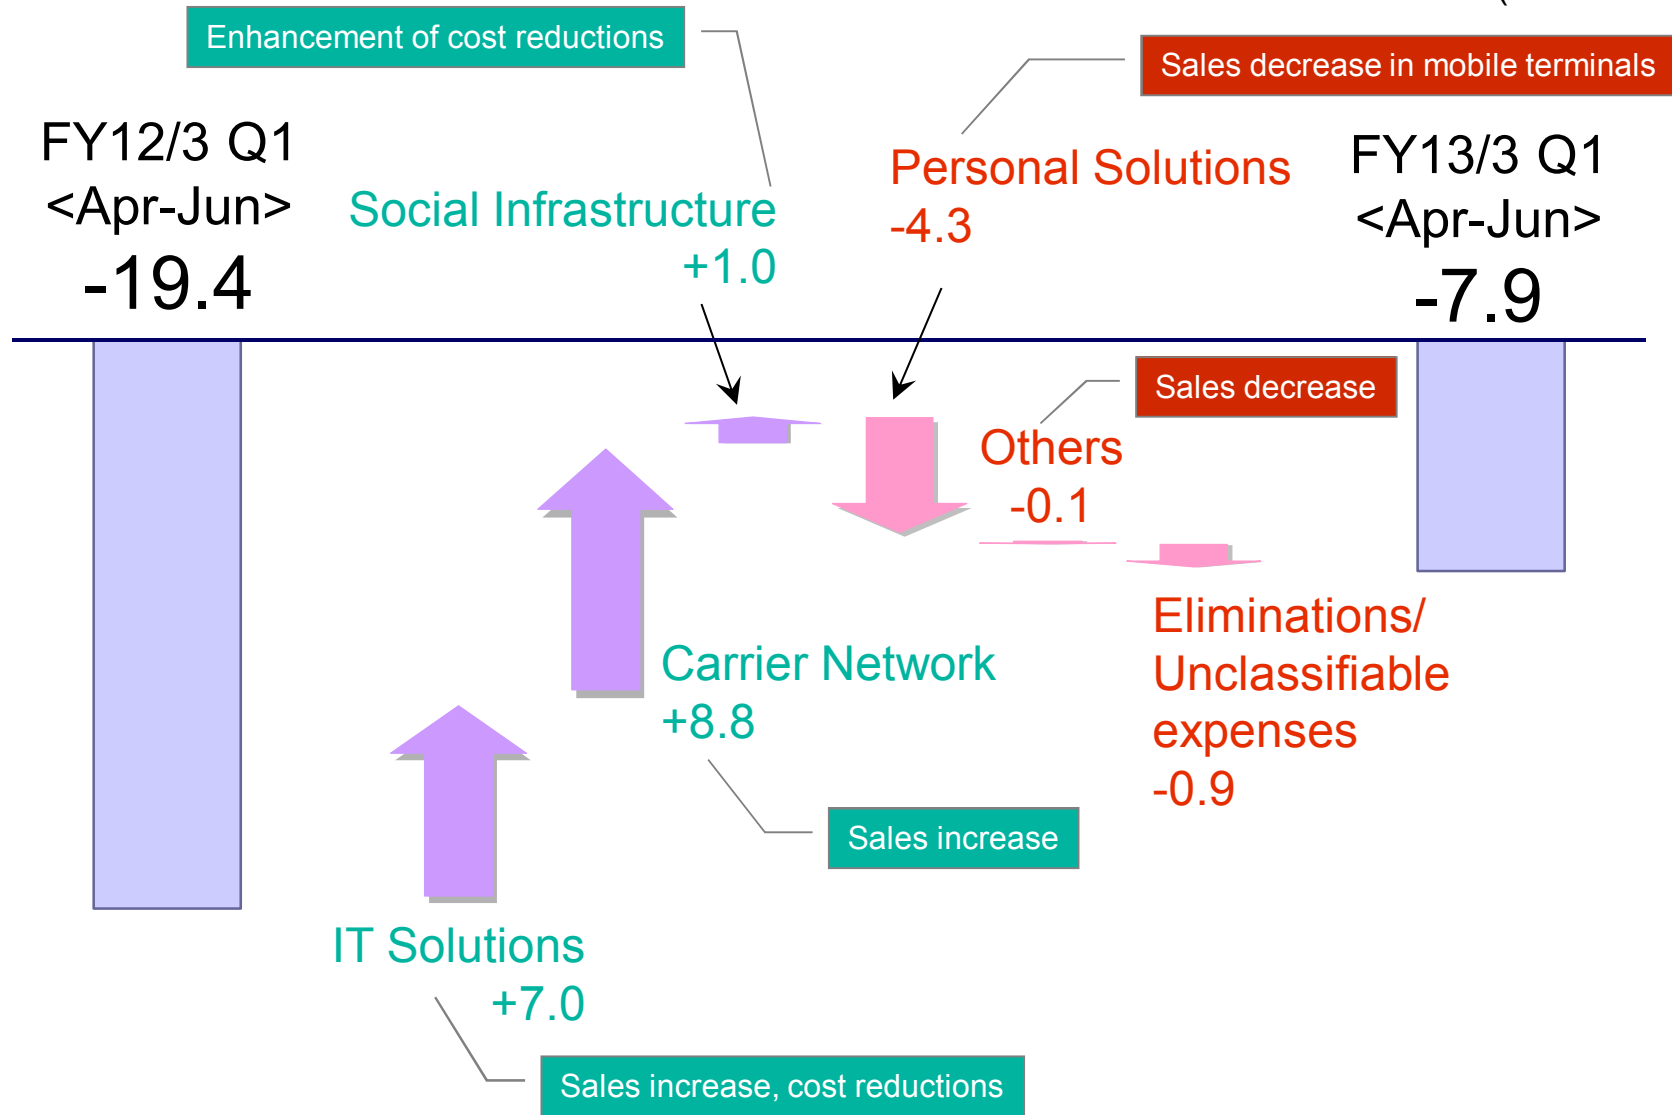 (
Enhancement of cost reductions
Sales decrease in mobile terminals
FY12/3 Q1
<Apr-Jun>
-19.4
Social Infrastructure
+1.0
Personal Solutions
-4.3
FY13/3 Q1
<Apr-Jun>
-7.9
Sales decrease
Others
-0.1
Carrier Network
+8.8
Eliminations/
Unclassifiable
expenses
-0.9
Sales increase
IT Solutions
+7.0
Sales increase, cost reductions